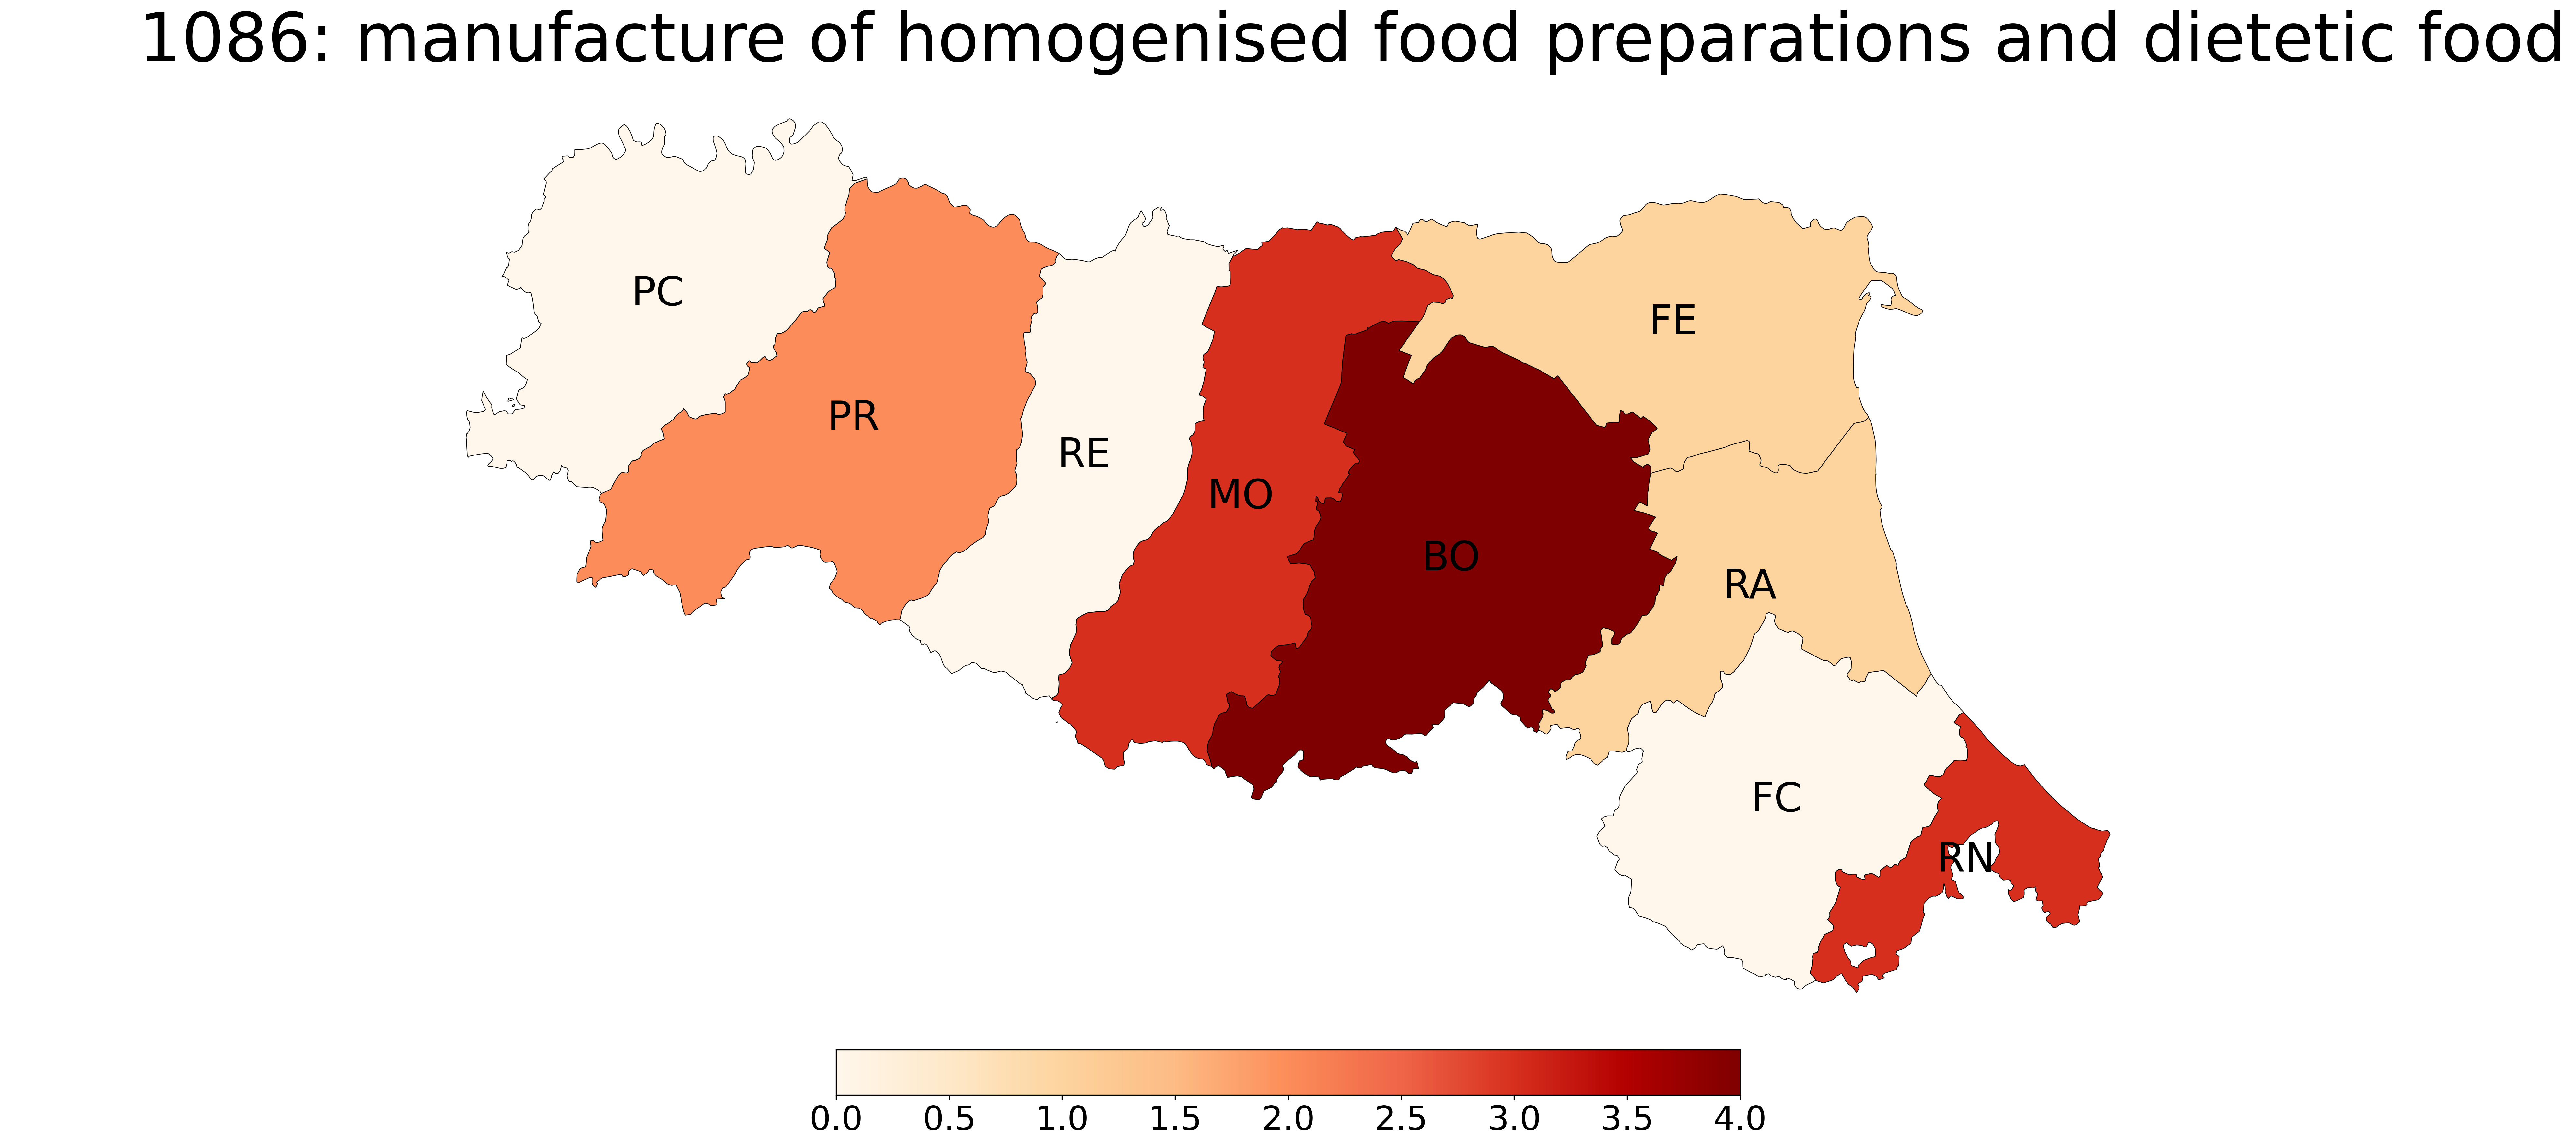 1086: manufacture of homogenised food preparations and dietetic food
PC
FE
PR
RE
MO
BO
RA
FC
RN
0.0 0.5 1.0 1.5 2.0 2.5 3.0 3.5 4.0